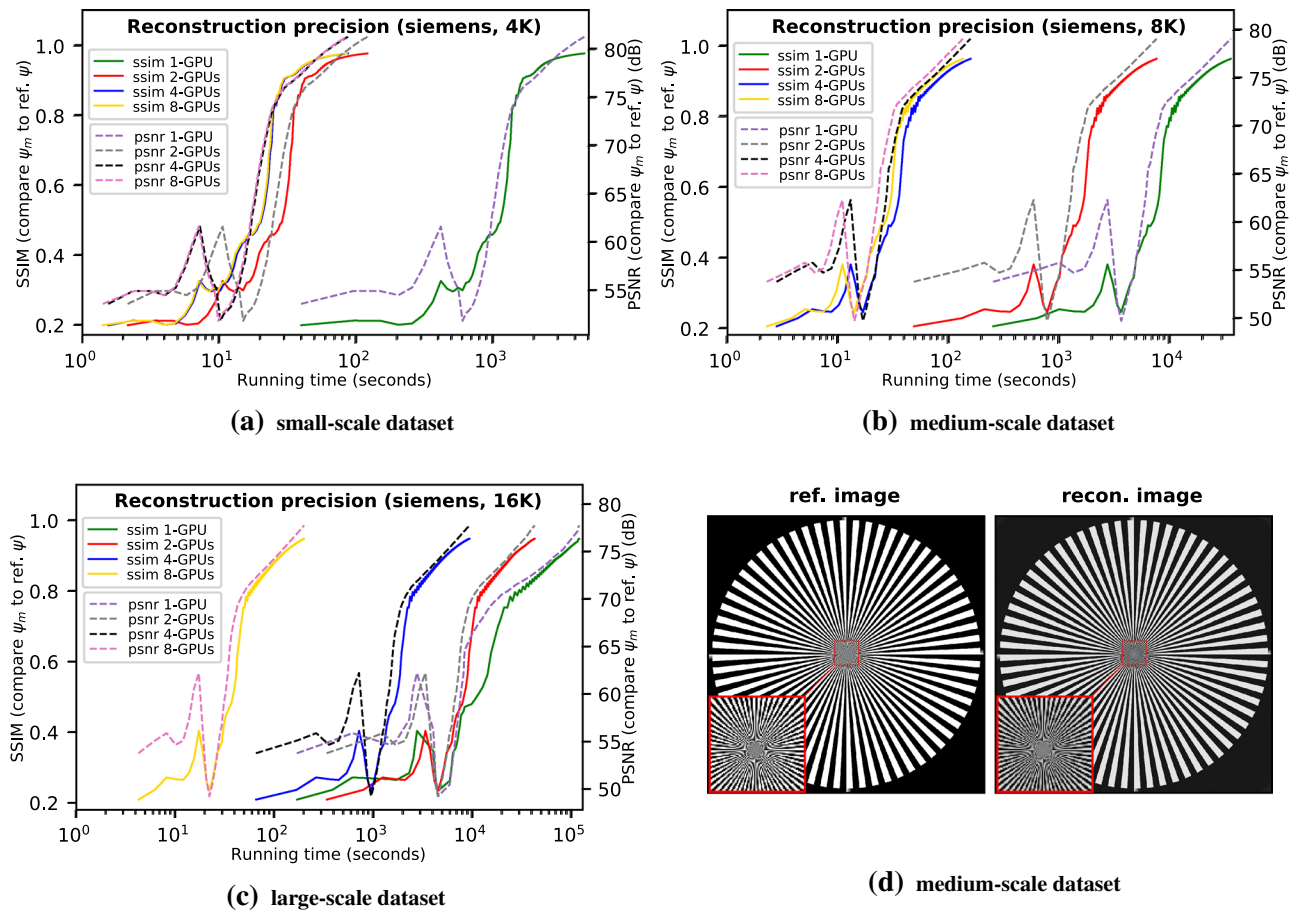 Reconstruction precision (siemens, 4K)
SSIM (compare ψm to ref. ψ)
1.0
0.8
0.6
0.4
0.2
ssim 1-GPU
ssim 2-GPUs
ssim 4-GPUs
ssim 8-GPUs
psnr 1-GPU
psnr 2-GPUs
psnr 4-GPUs
psnr 8-GPUs
80
75
70
65
60
55
PSNR (compare ψm to ref. ψ) (dB)
10^0 10^1 10^2 10^3
Running time (seconds)
(a) small-scale dataset
Reconstruction precision (siemens, 8K)
SSIM (compare ψm to ref. ψ)
1.0
0.8
0.6
0.4
0.2
ssim 1-GPU
ssim 2-GPUs
ssim 4-GPUs
ssim 8-GPUs
psnr 1-GPU
psnr 2-GPUs
psnr 4-GPUs
psnr 8-GPUs
80
75
70
65
60
55
50
PSNR (compare ψm to ref. ψ) (dB)
10^0 10^1 10^2 10^3 10^4
Running time (seconds)
(b) medium-scale dataset
Reconstruction precision (siemens, 16K)
SSIM (compare ψm to ref. ψ)
1.0
0.8
0.6
0.4
0.2
ssim 1-GPU
ssim 2-GPUs
ssim 4-GPUs
ssim 8-GPUs
psnr 1-GPU
psnr 2-GPUs
psnr 4-GPUs
psnr 8-GPUs
80
75
70
65
60
55
50
PSNR (compare ψm to ref. ψ) (dB)
10^0 10^1 10^2 10^3 10^4 10^5
Running time (seconds)
(c) large-scale dataset
ref. image
recon. image
(d) medium-scale dataset